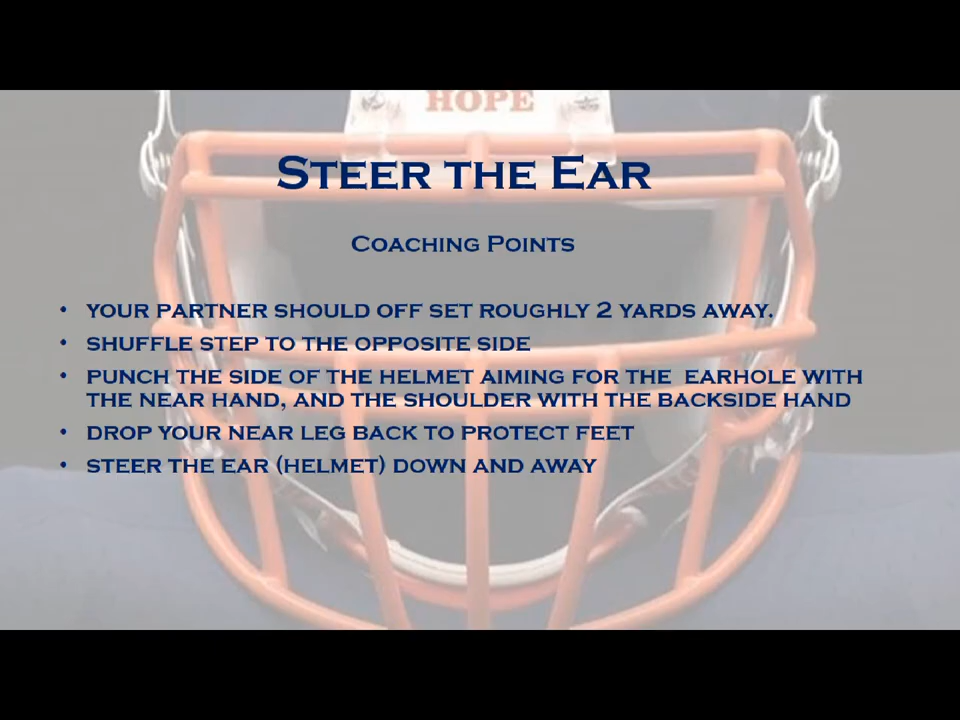 HOPE
STEER THE EAR
COACHING POINTS
• YOUR PARTNER SHOULD OFF SET ROUGHLY 2 YARDS AWAY.
• SHUFFLE STEP TO THE OPPOSITE SIDE
• PUNCH THE SIDE OF THE HELMET AIMING FOR THE EARHOLE WITH
THE NEAR HAND, AND THE SHOULDER WITH THE BACKSIDE HAND
• DROP YOUR NEAR LEG BACK TO PROTECT FEET
• STEER THE EAR (HELMET) DOWN AND AWAY